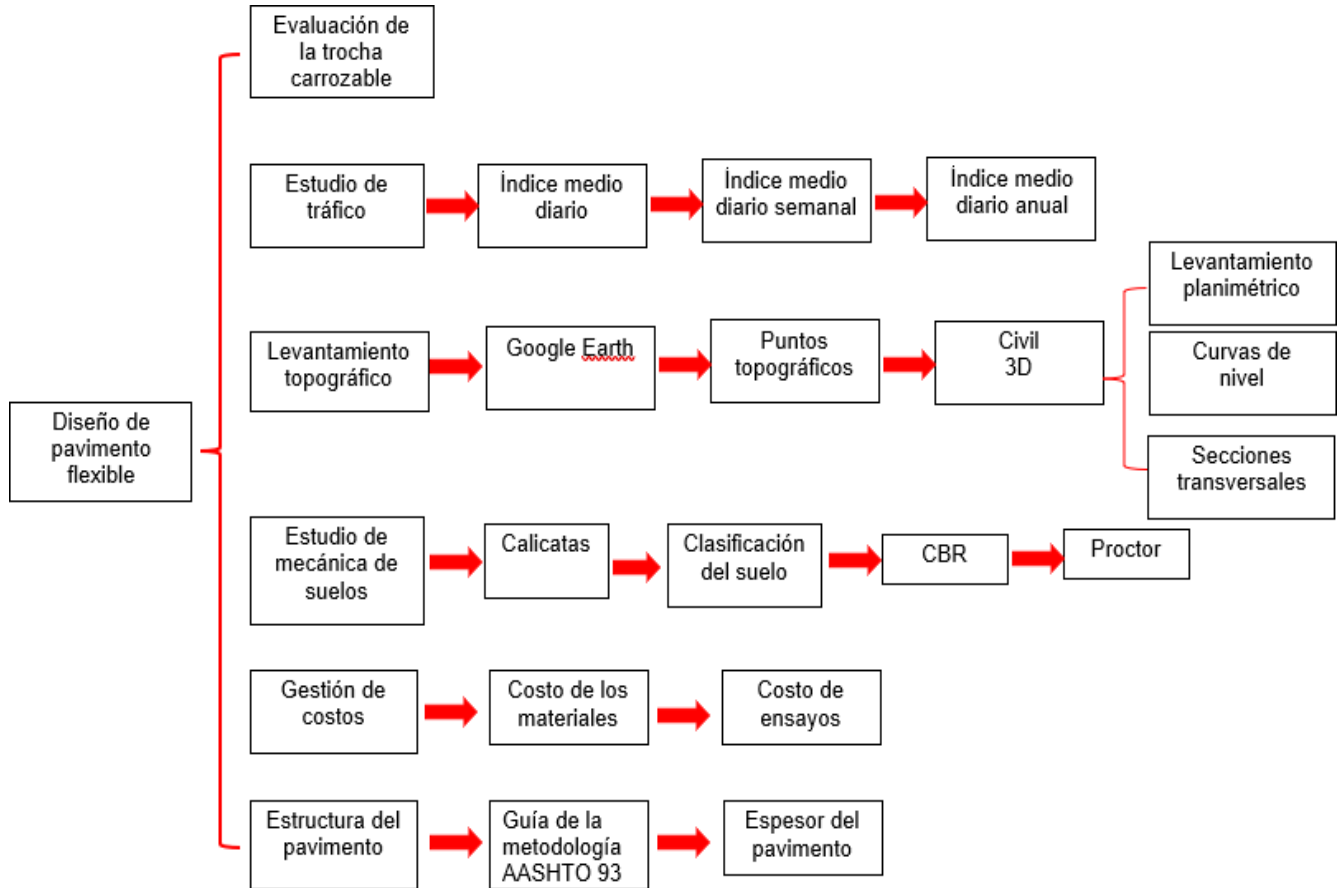 Evaluación de
la trocha
carrozable
Estudio de
tráfico
Índice medio
diario
Índice medio
diario semanal
Índice medio
diario anual
Levantamiento
topográfico
Google Earth
Puntos
topográficos
Civil
3D
Levantamiento
planimétrico
Curvas de
nivel
Secciones
transversales
Diseño de
pavimento
flexible
Estudio de
mecánica de
suelos
Calicatas
Clasificación
del suelo
CBR
Proctor
Gestión de
costos
Costo de los
materiales
Costo de
ensayos
Estructura del
pavimento
Guía de la
metodología
AASHTO 93
Espesor del
pavimento